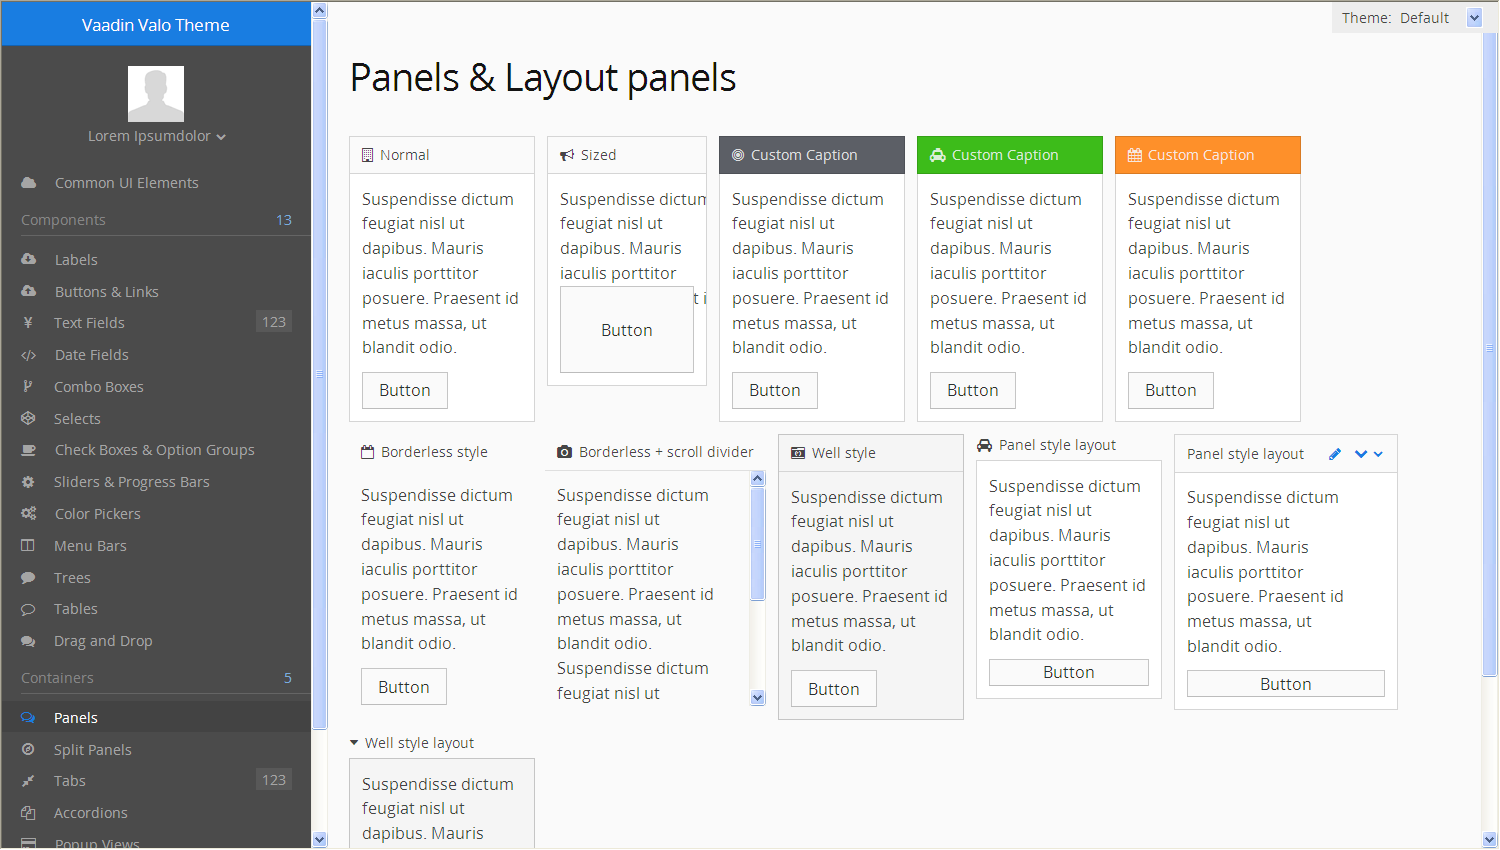 Vaadin Valo Theme
Lorem Ipsumdolor
Common UI Elements
Components 13
Labels
Buttons & Links
Text Fields 123
Date Fields
Combo Boxes
Selects
Check Boxes & Option Groups
Sliders & Progress Bars
Color Pickers
Menu Bars
Trees
Tables
Drag and Drop
Containers 5
Panels
Split Panels
Tabs 123
Accordions
Popup Views
Theme: Default
Panels & Layout panels
Normal
Suspendisse dictum
feugiat nisl ut
dapibus. Mauris
iaculis porttitor
posuere. Praesent id
metus massa, ut
blandit odio.
Button
Sized
Suspendisse dictum
feugiat nisl ut
dapibus. Mauris
iaculis porttitor
t i
Button
Custom Caption
Suspendisse dictum
feugiat nisl ut
dapibus. Mauris
iaculis porttitor
posuere. Praesent id
metus massa, ut
blandit odio.
Button
Custom Caption
Suspendisse dictum
feugiat nisl ut
dapibus. Mauris
iaculis porttitor
posuere. Praesent id
metus massa, ut
blandit odio.
Button
Custom Caption
Suspendisse dictum
feugiat nisl ut
dapibus. Mauris
iaculis porttitor
posuere. Praesent id
metus massa, ut
blandit odio.
Button
Borderless style
Suspendisse dictum
feugiat nisl ut
dapibus. Mauris
iaculis porttitor
posuere. Praesent id
metus massa, ut
blandit odio.
Button
Borderless + scroll divider
Suspendisse dictum
feugiat nisl ut
dapibus. Mauris
iaculis porttitor
posuere. Praesent id
metus massa, ut
blandit odio.
Suspendisse dictum
feugiat nisl ut
Well style
Suspendisse dictum
feugiat nisl ut
dapibus. Mauris
iaculis porttitor
posuere. Praesent id
metus massa, ut
blandit odio.
Button
Panel style layout
Suspendisse dictum
feugiat nisl ut
dapibus. Mauris
iaculis porttitor
posuere. Praesent id
metus massa, ut
blandit odio.
Button
Panel style layout
Suspendisse dictum
feugiat nisl ut
dapibus. Mauris
iaculis porttitor
posuere. Praesent id
metus massa, ut
blandit odio.
Button
Well style layout
Suspendisse dictum
feugiat nisl ut
dapibus. Mauris